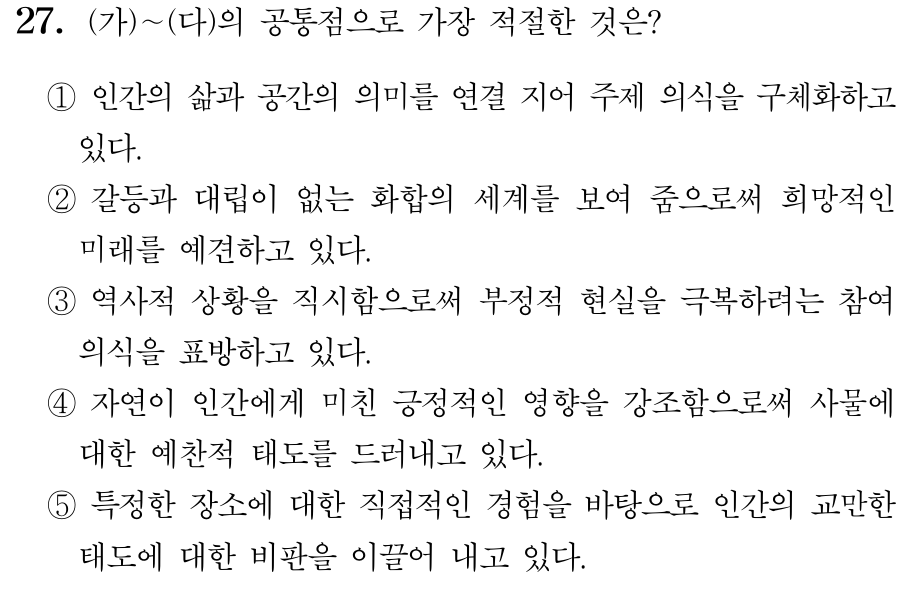 27. (가)~(다)의 공통점으로 가장 적절한 것은?
① 인간의 삶과 공간의 의미를 연결 지어 주제 의식을 구체화하고
있다.
② 갈등과 대립이 없는 화합의 세계를 보여 줌으로써 희망적인
미래를 예견하고 있다.
③ 역사적 상황을 직시함으로써 부정적 현실을 극복하려는 참여
의식을 표방하고 있다.
④ 자연이 인간에게 미친 긍정적인 영향을 강조함으로써 사물에
대한 예찬적 태도를 드러내고 있다.
⑤ 특정한 장소에 대한 직접적인 경험을 바탕으로 인간의 교만한
태도에 대한 비판을 이끌어 내고 있다.